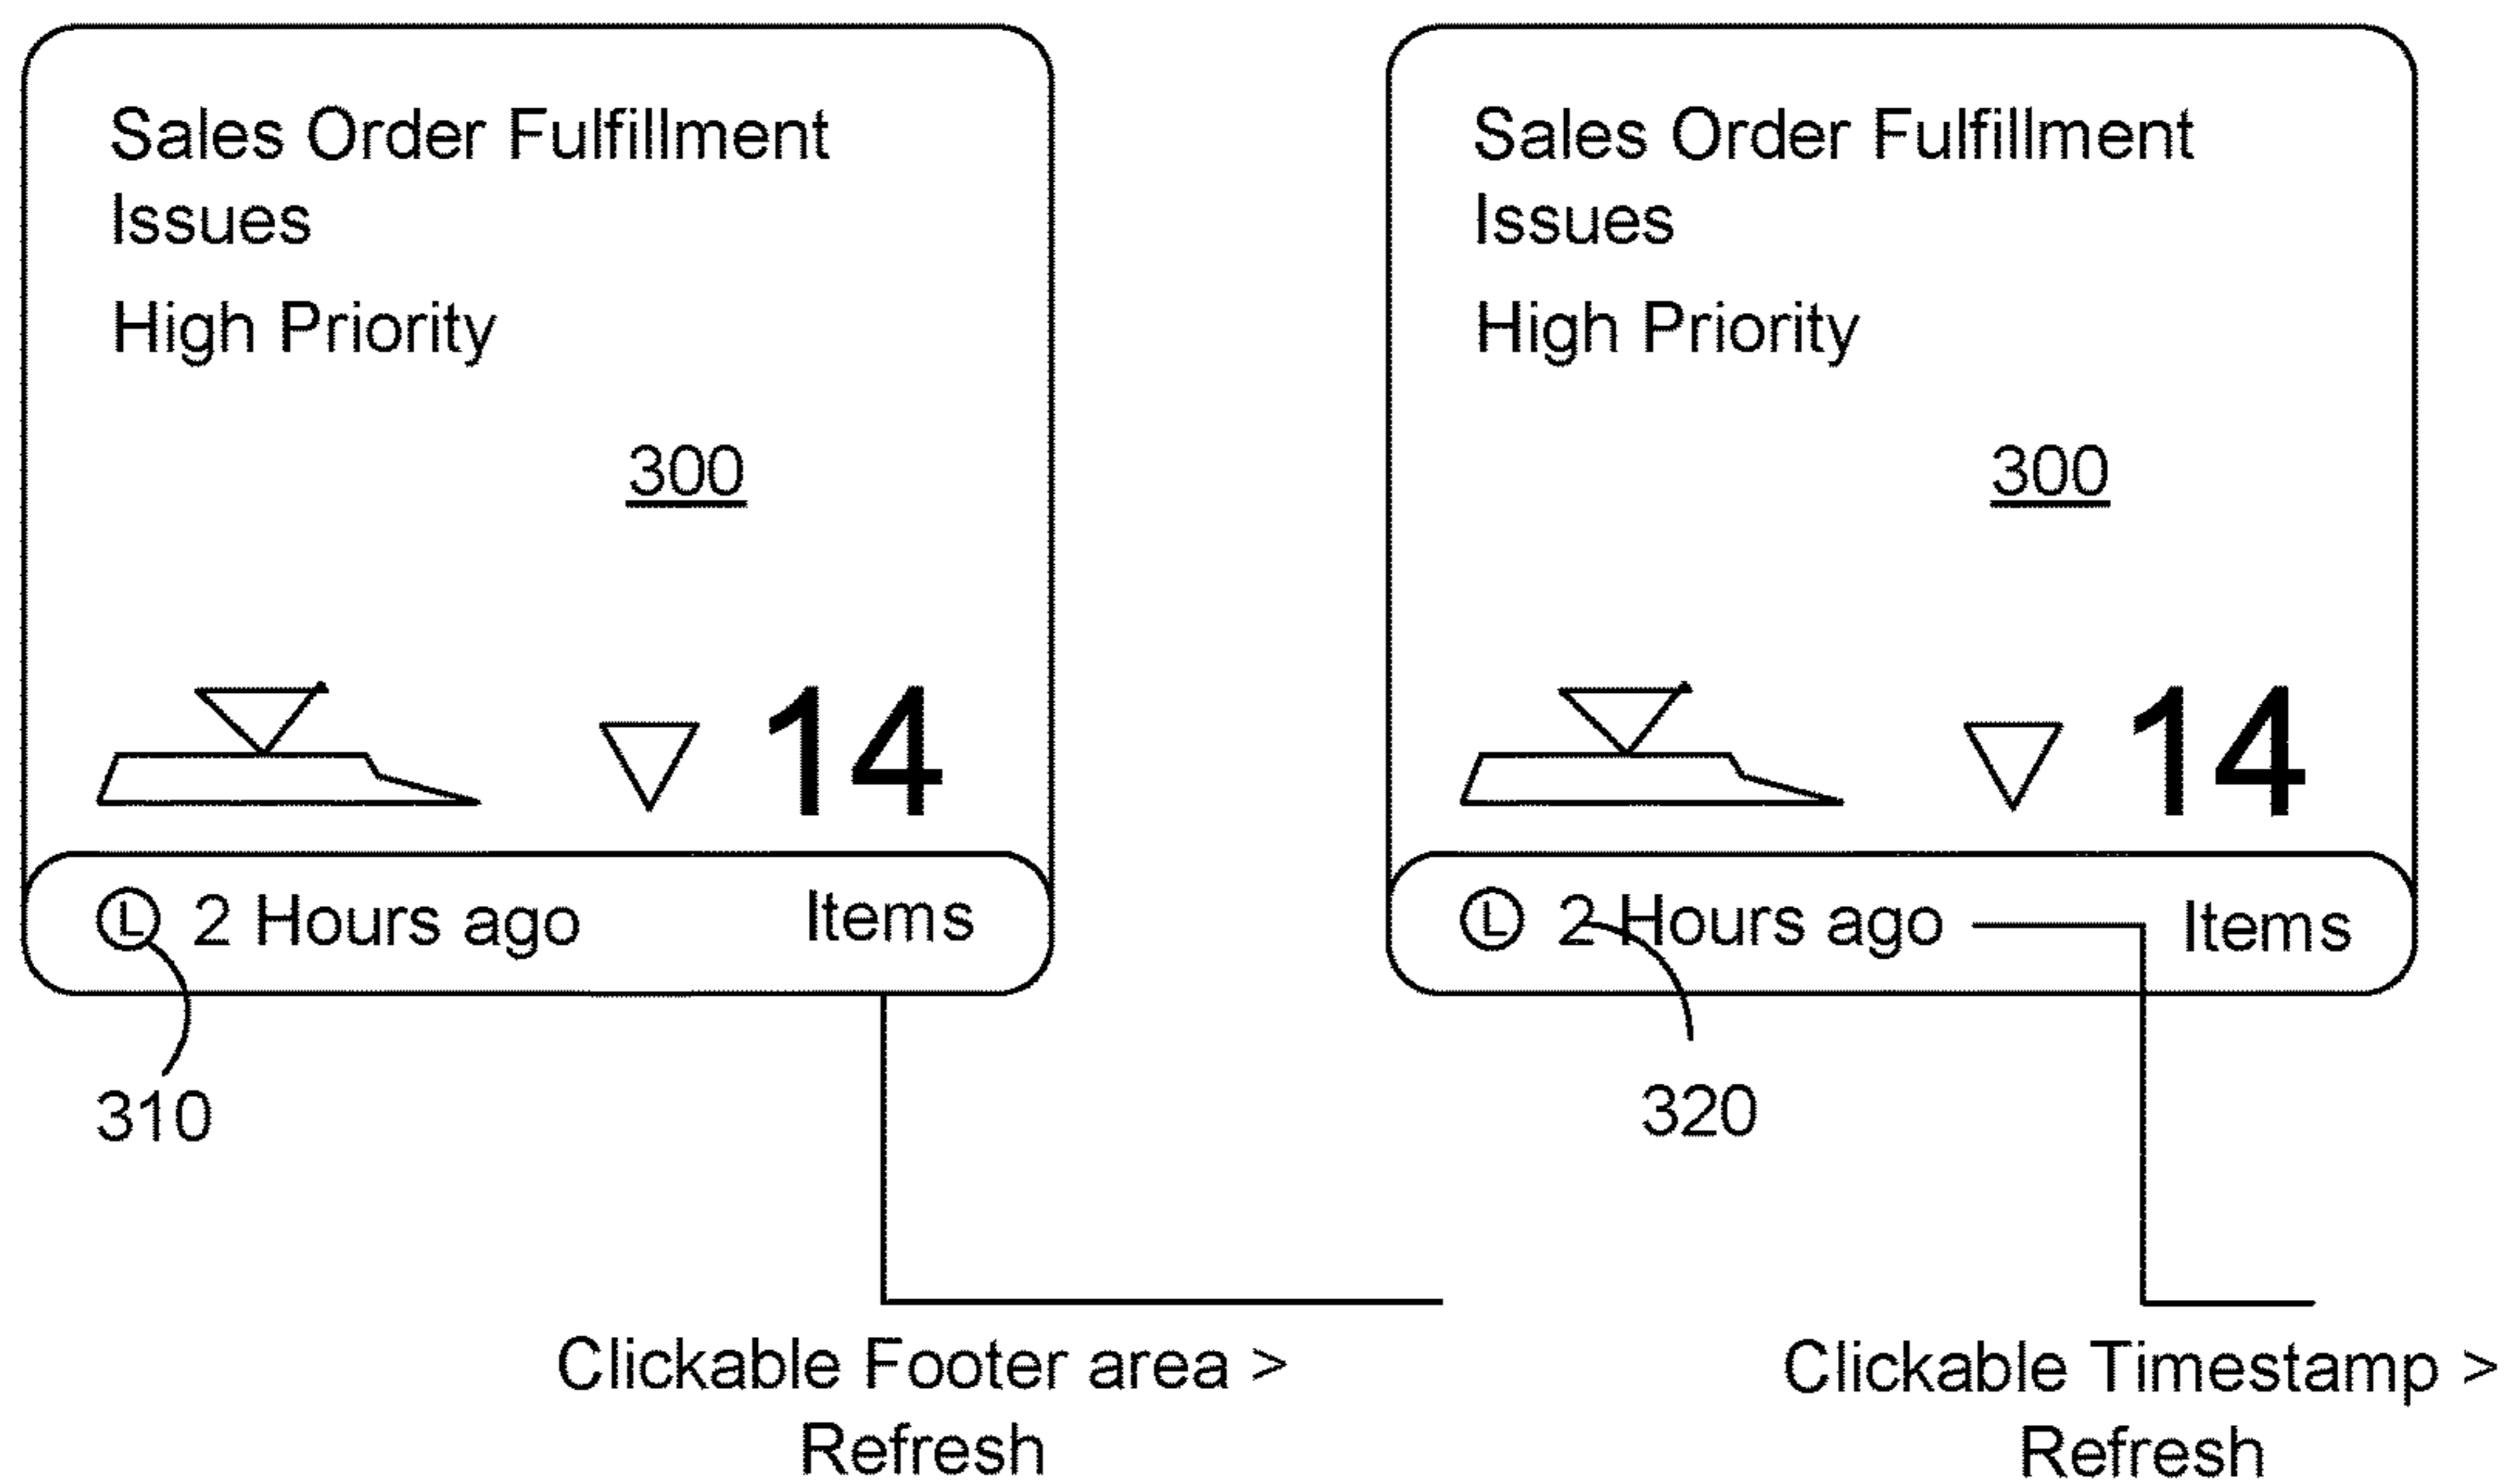 Sales Order Fulfillment
Issues
High Priority
300
14
L 2 Hours ago Items
310
Clickable Footer area >
Refresh
Sales Order Fulfillment
Issues
High Priority
300
14
L 2 Hours ago Items
320
Clickable Timestamp >
Refresh